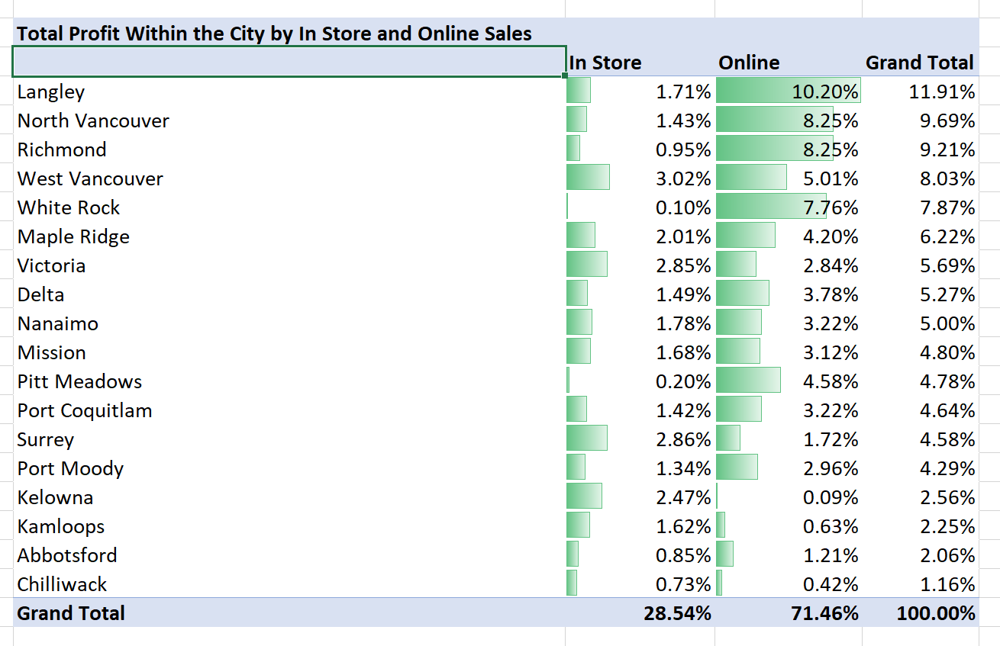 Total Profit Within the City by In Store and Online Sales
In Store Online Grand Total
Langley 1.71% 10.20% 11.91%
North Vancouver 1.43% 8.25% 9.69%
Richmond 0.95% 8.25% 9.21%
West Vancouver 3.02% 5.01% 8.03%
White Rock 0.10% 7.76% 7.87%
Maple Ridge 2.01% 4.20% 6.22%
Victoria 2.85% 2.84% 5.69%
Delta 1.49% 3.78% 5.27%
Nanaimo 1.78% 3.22% 5.00%
Mission 1.68% 3.12% 4.80%
Pitt Meadows 0.20% 4.58% 4.78%
Port Coquitlam 1.42% 3.22% 4.64%
Surrey 2.86% 1.72% 4.58%
Port Moody 1.34% 2.96% 4.29%
Kelowna 2.47% 0.09% 2.56%
Kamloops 1.62% 0.63% 2.25%
Abbotsford 0.85% 1.21% 2.06%
Chilliwack 0.73% 0.42% 1.16%
Grand Total 28.54% 71.46% 100.00%